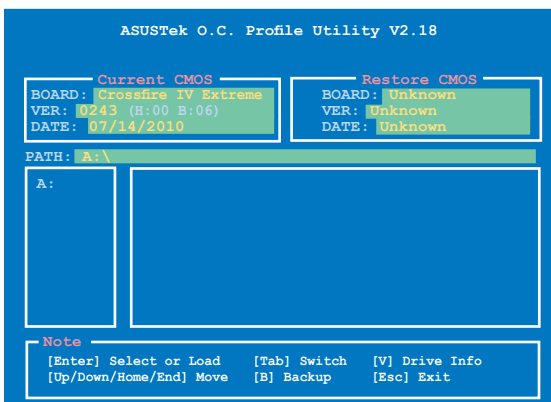 ASUSTek O.C. Profile Utility V2.18
Current CMOS
BOARD: Crossfire IV Extreme
VER: 0243 (H:00 B:06)
DATE: 07/14/2010
Restore CMOS
BOARD: Unknown
VER: Unknown
DATE: Unknown
PATH: A:\
A:
Note
[Enter] Select or Load [Tab] Switch [V] Drive Info
[Up/Down/Home/End] Move [B] Backup [Esc] Exit